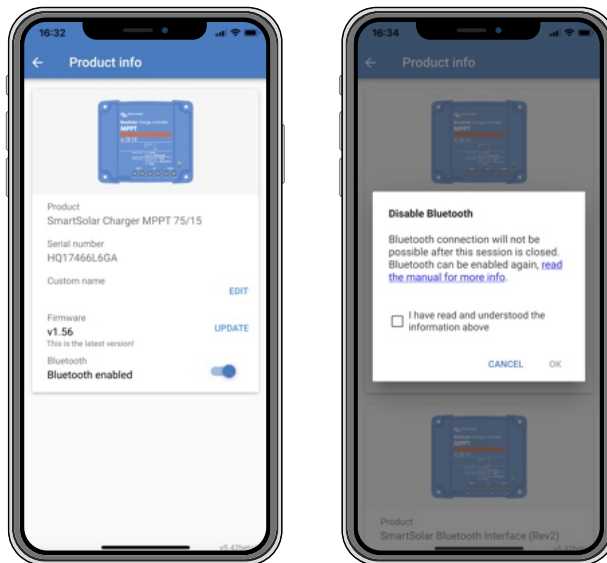 16:32
Product info
MPPT
Product
SmartSolar Charger MPPT 75/15
Serial number
HQ17466L6GA
Custom name
EDIT
Firmware
v1.56
UPDATE
This is the latest version!
Bluetooth
Bluetooth enabled
16:34
Product info
MPPT
Disable Bluetooth
Bluetooth connection will not be
possible after this session is closed.
Bluetooth can be enabled again, read
the manual for more info.
I have read and understood the
information above
CANCEL OK
MPPT
Product
SmartSolar Bluetooth Interface (Rev2)